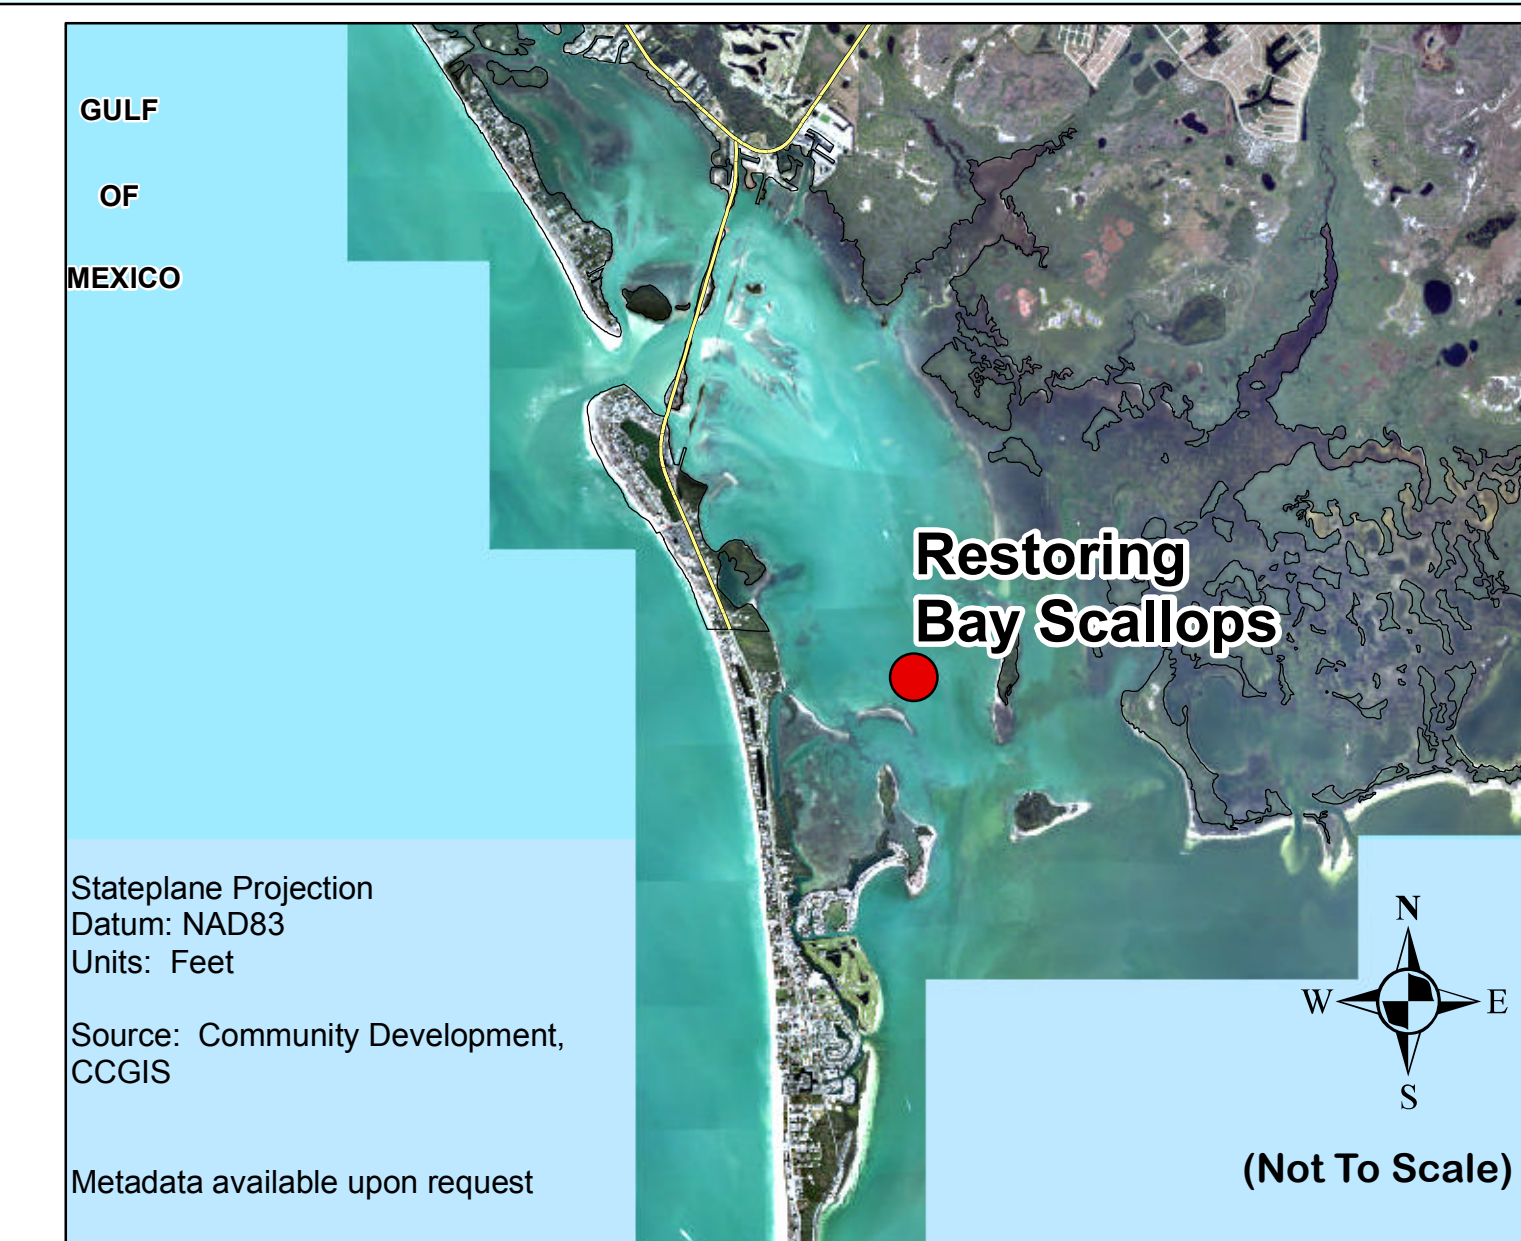 GULF
OF
MEXICO
Restoring
Bay Scallops
Stateplane Projection
Datum: NAD83
Units: Feet
Source: Community Development,
CCGIS
Metadata available upon request
N
W E
S
(Not To Scale)